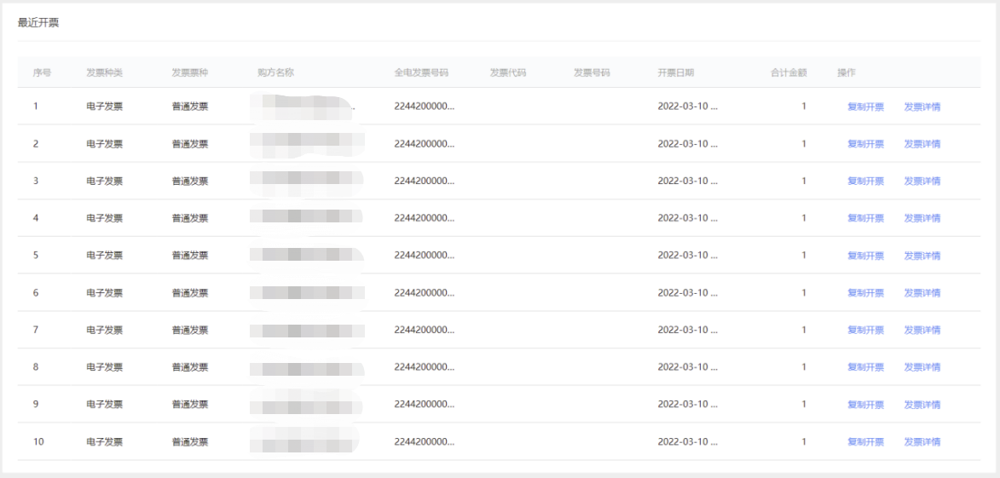 最近开票
序号 发票种类 发票票种 购方名称 全电发票号码 发票代码 发票号码 开票日期 合计金额 操作
1 电子发票 普通发票 2244200000... 2022-03-10 ... 1 复制开票 发票详情
2 电子发票 普通发票 2244200000... 2022-03-10 ... 1 复制开票 发票详情
3 电子发票 普通发票 2244200000... 2022-03-10 ... 1 复制开票 发票详情
4 电子发票 普通发票 2244200000... 2022-03-10 ... 1 复制开票 发票详情
5 电子发票 普通发票 2244200000... 2022-03-10 ... 1 复制开票 发票详情
6 电子发票 普通发票 2244200000... 2022-03-10 ... 1 复制开票 发票详情
7 电子发票 普通发票 2244200000... 2022-03-10 ... 1 复制开票 发票详情
8 电子发票 普通发票 2244200000... 2022-03-10 ... 1 复制开票 发票详情
9 电子发票 普通发票 2244200000... 2022-03-10 ... 1 复制开票 发票详情
10 电子发票 普通发票 2244200000... 2022-03-10 ... 1 复制开票 发票详情